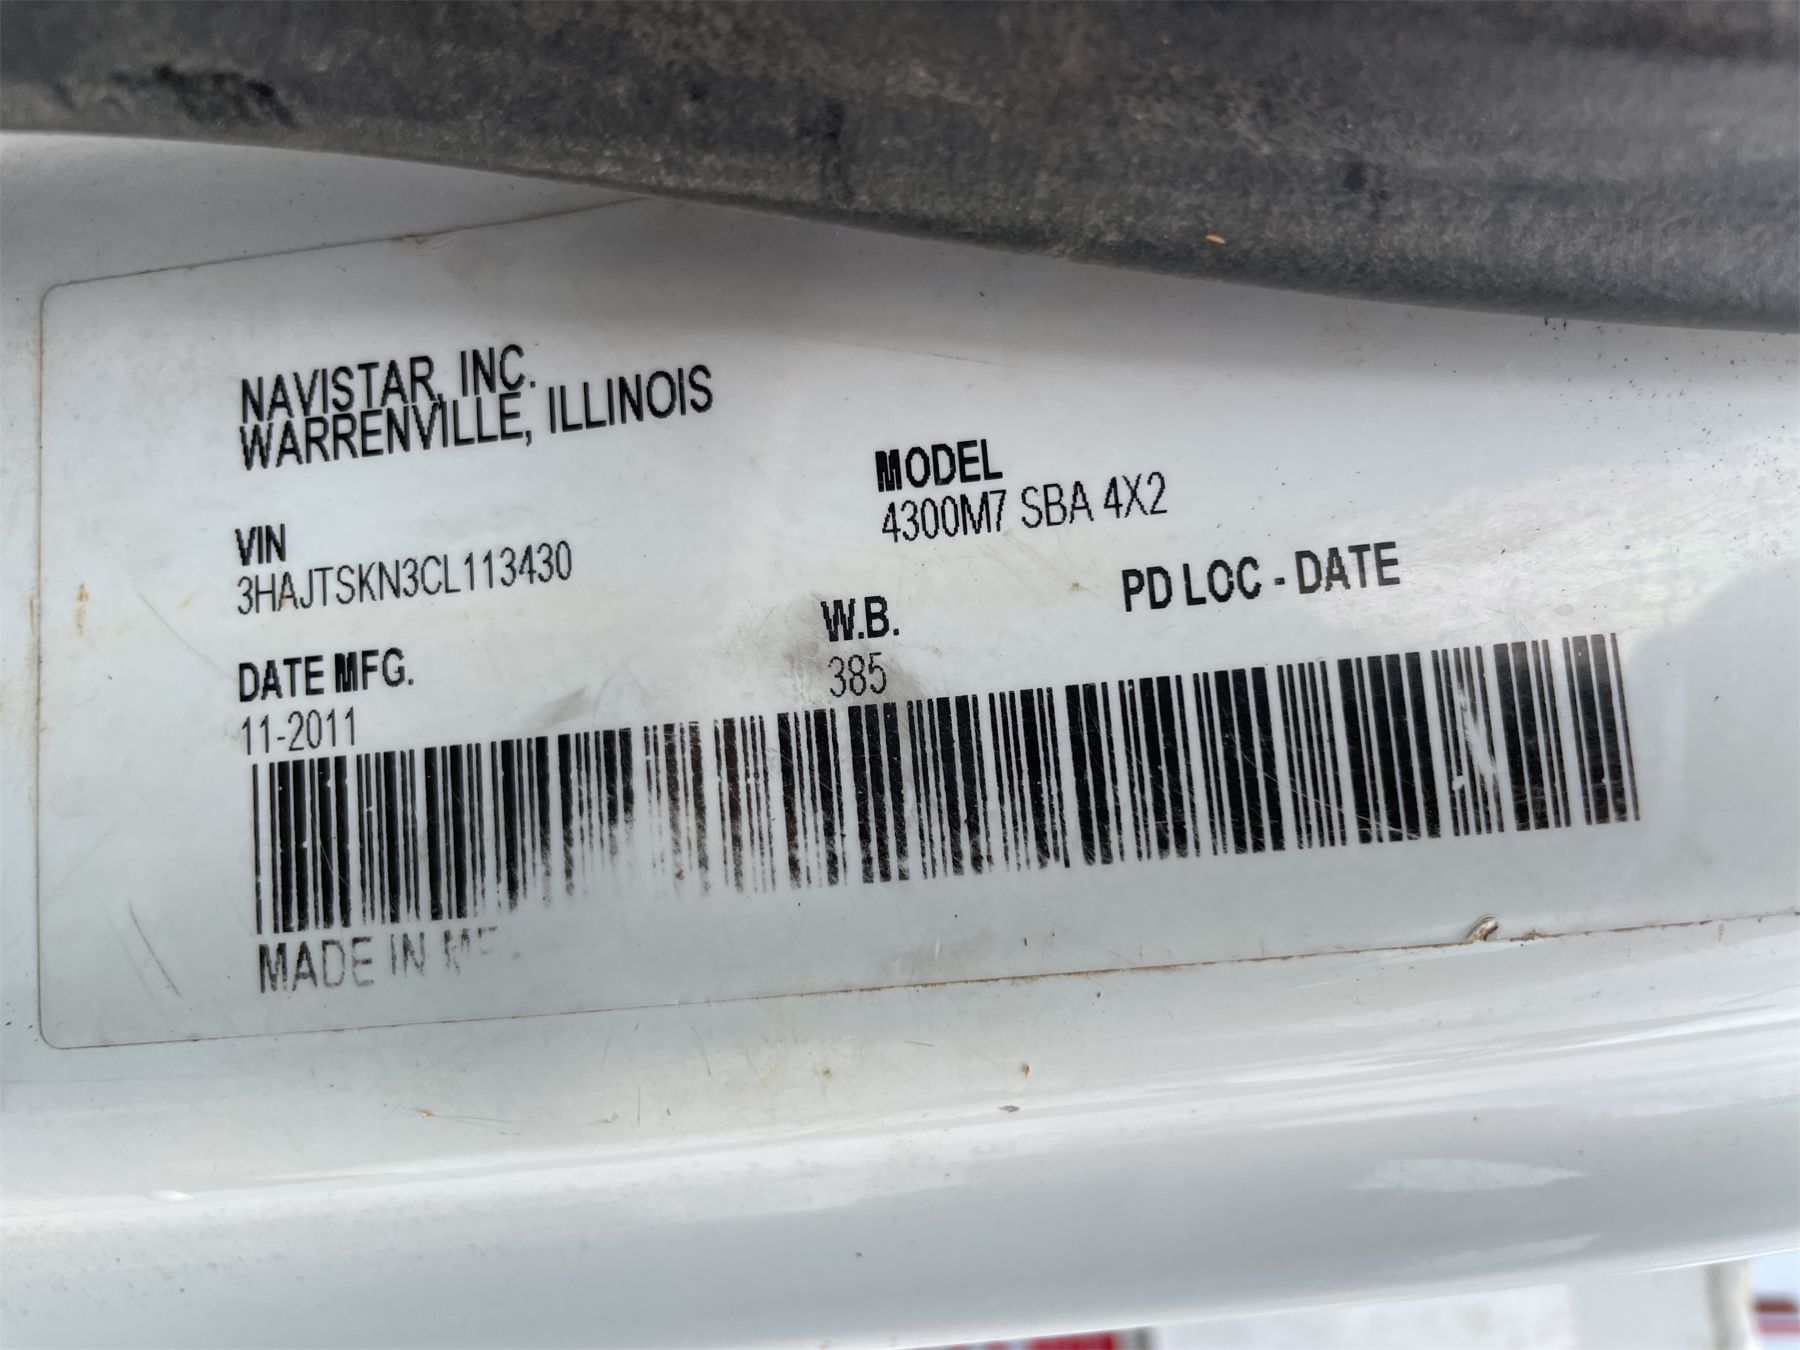 NAVISTAR, INC.
WARRENVILLE, ILLINOIS
MODEL
4300M7 SBA 4X2
VIN
3HAJTSKN3CL113430
W.B.
385
PD LOC - DATE
DATE MFG.
11-2011
MADE IN